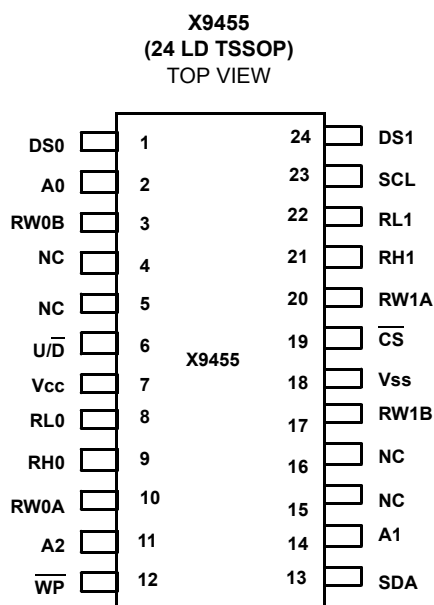 X9455
(24 LD TSSOP)
TOP VIEW
DS0 1 24 DS1
A0 2 23 SCL
RW0B 3 22 RL1
NC 4 21 RH1
NC 5 20 RW1A
U/D̅ 6 19 C̅S̅
X9455
Vcc 7 18 Vss
RL0 8 17 RW1B
RH0 9 16 NC
RW0A 10 15 NC
A2 11 14 A1
W̅P̅ 12 13 SDA